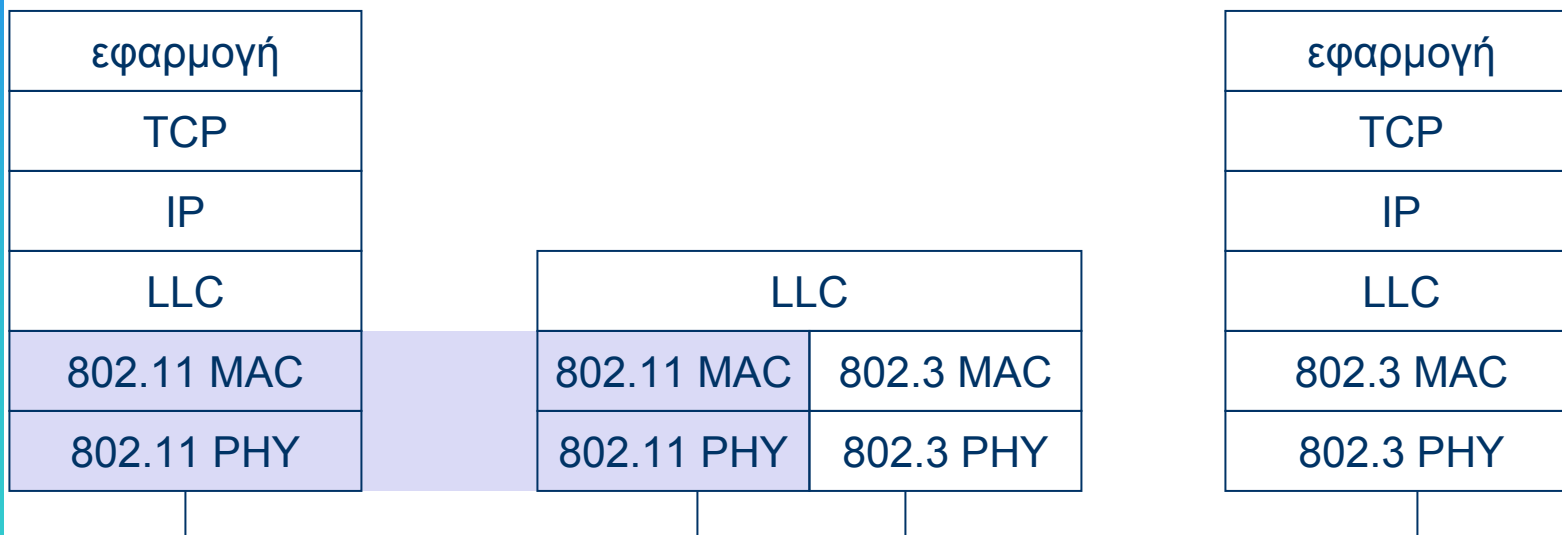 εφαρμογή
TCP
IP
LLC
802.11 MAC
802.11 PHY
LLC
802.11 MAC
802.3 MAC
802.11 PHY
802.3 PHY
εφαρμογή
TCP
IP
LLC
802.3 MAC
802.3 PHY